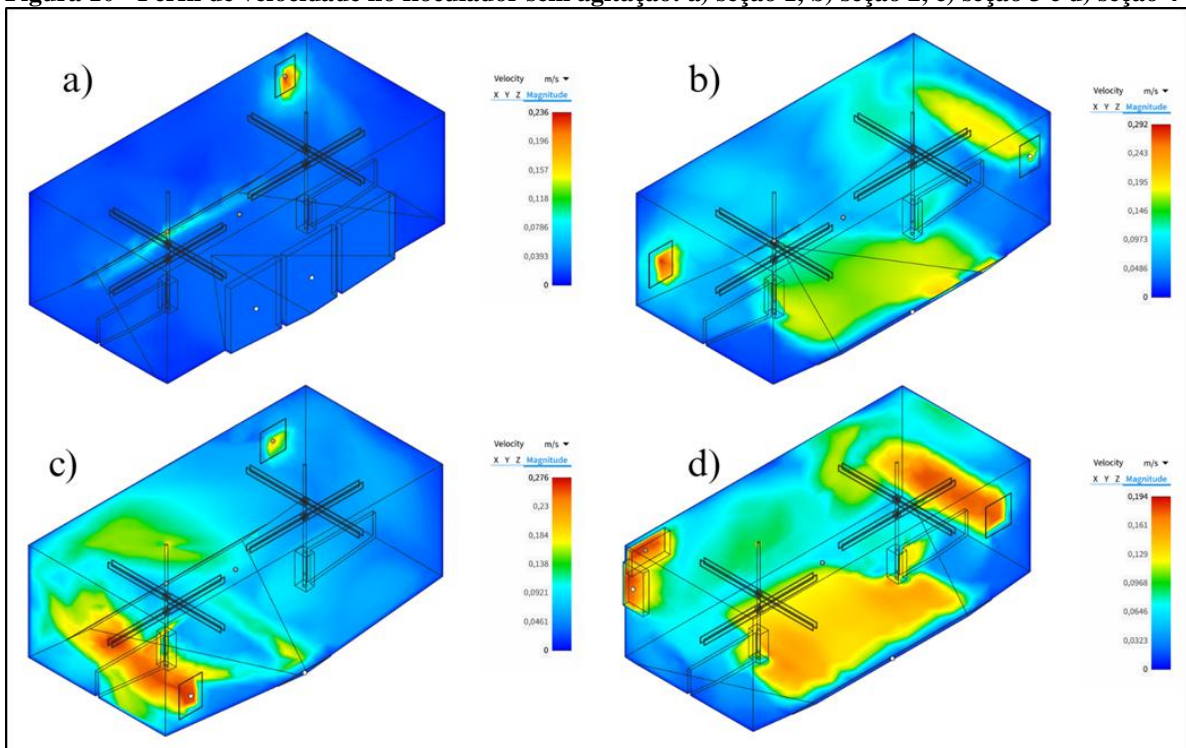 Figura 10 - Perfil de velocidade no floculador sem agitação: a) seção 1, b) seção 2, c) seção 3 e d) seção 4
a)
Velocity m/s
X Y Z Magnitude
0,236
0,196
0,157
0,118
0,0786
0,0393
0
b)
Velocity m/s
X Y Z Magnitude
0,292
0,243
0,195
0,146
0,0973
0,0486
0
c)
Velocity m/s
X Y Z Magnitude
0,276
0,23
0,184
0,138
0,0921
0,0461
0
d)
Velocity m/s
X Y Z Magnitude
0,194
0,161
0,129
0,0968
0,0646
0,0323
0